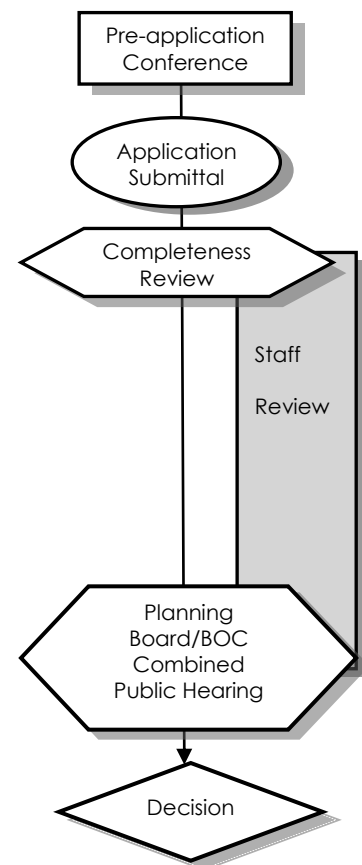 Pre-application
Conference
Application
Submittal
Completeness
Review
Staff
Review
Planning
Board/BOC
Combined
Public Hearing
Decision